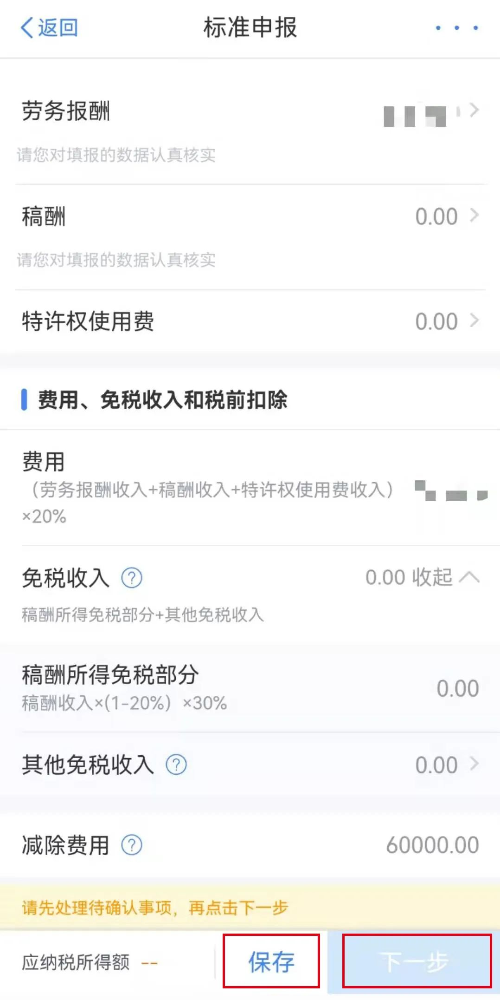 返回
标准申报
劳务报酬
请您对填报的数据认真核实
稿酬
0.00
请您对填报的数据认真核实
特许权使用费
0.00
费用、免税收入和税前扣除
费用
（劳务报酬收入+稿酬收入+特许权使用费收入）
×20%
免税收入 ?
0.00 收起
稿酬所得免税部分+其他免税收入
稿酬所得免税部分
稿酬收入×(1-20%）×30%
0.00
其他免税收入 ?
0.00
减除费用 ?
60000.00
请先处理待确认事项，再点击下一步
应纳税所得额 --
保存
下一步